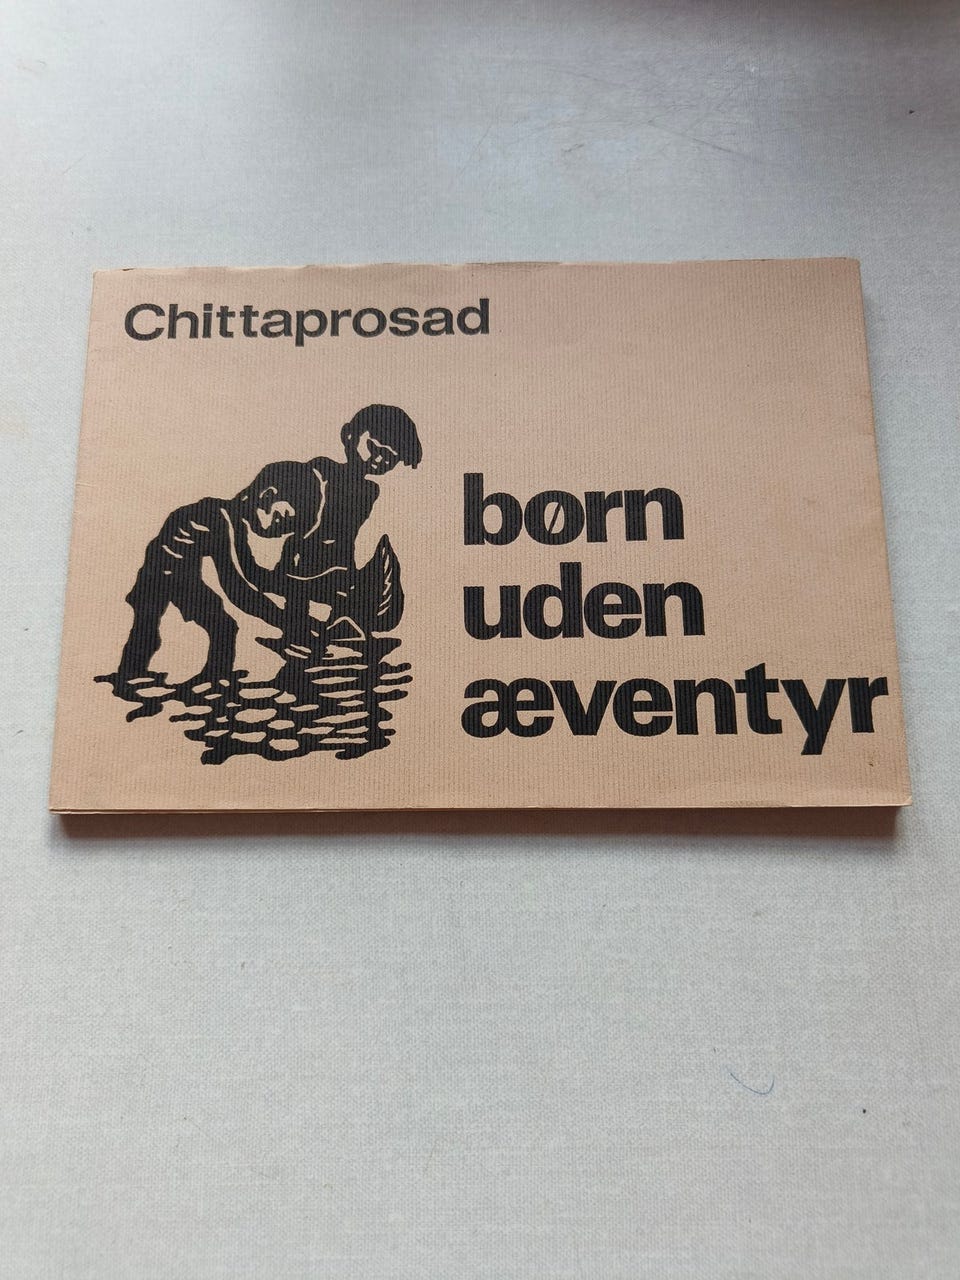 Chittaprosad
børn
uden
æventyr